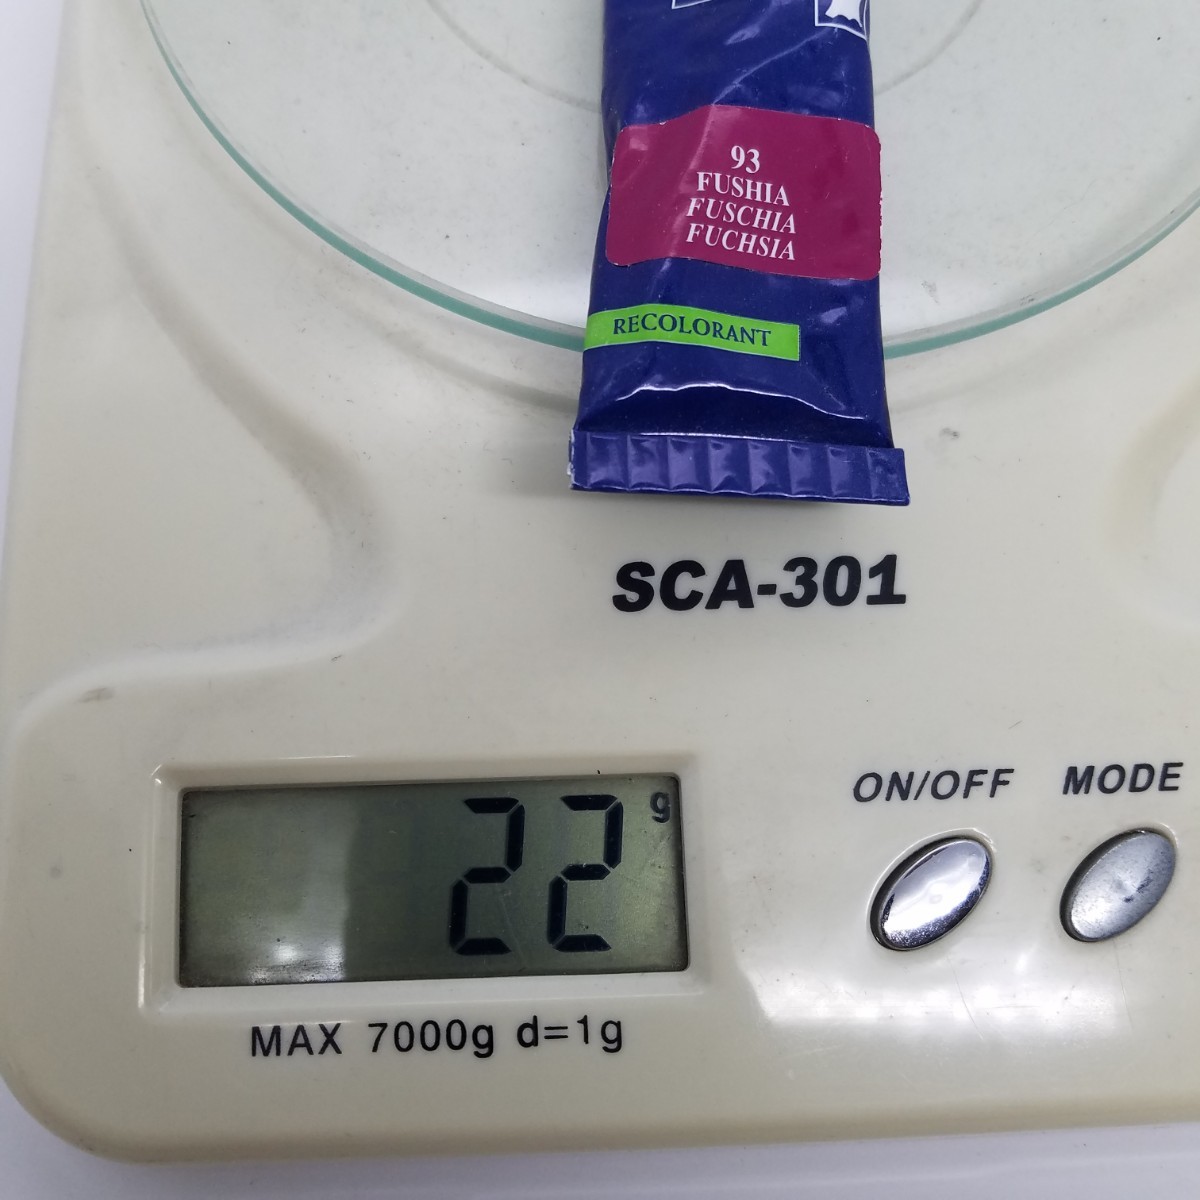 93
FUSHIA
FUSCHIA
FUCHSIA
RECOLORANT
SCA-301
ON/OFF MODE
22 g
MAX 7000g d=1g